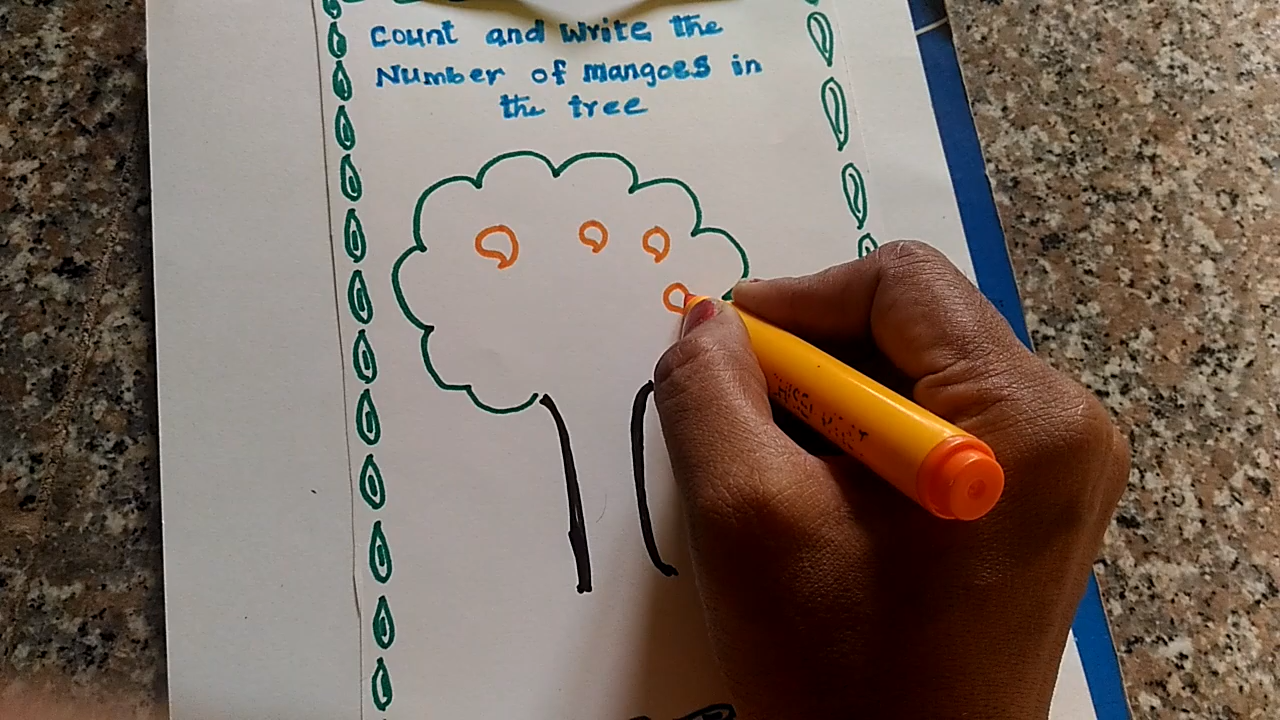 Count and Write the
Number of mangoes in
the tree